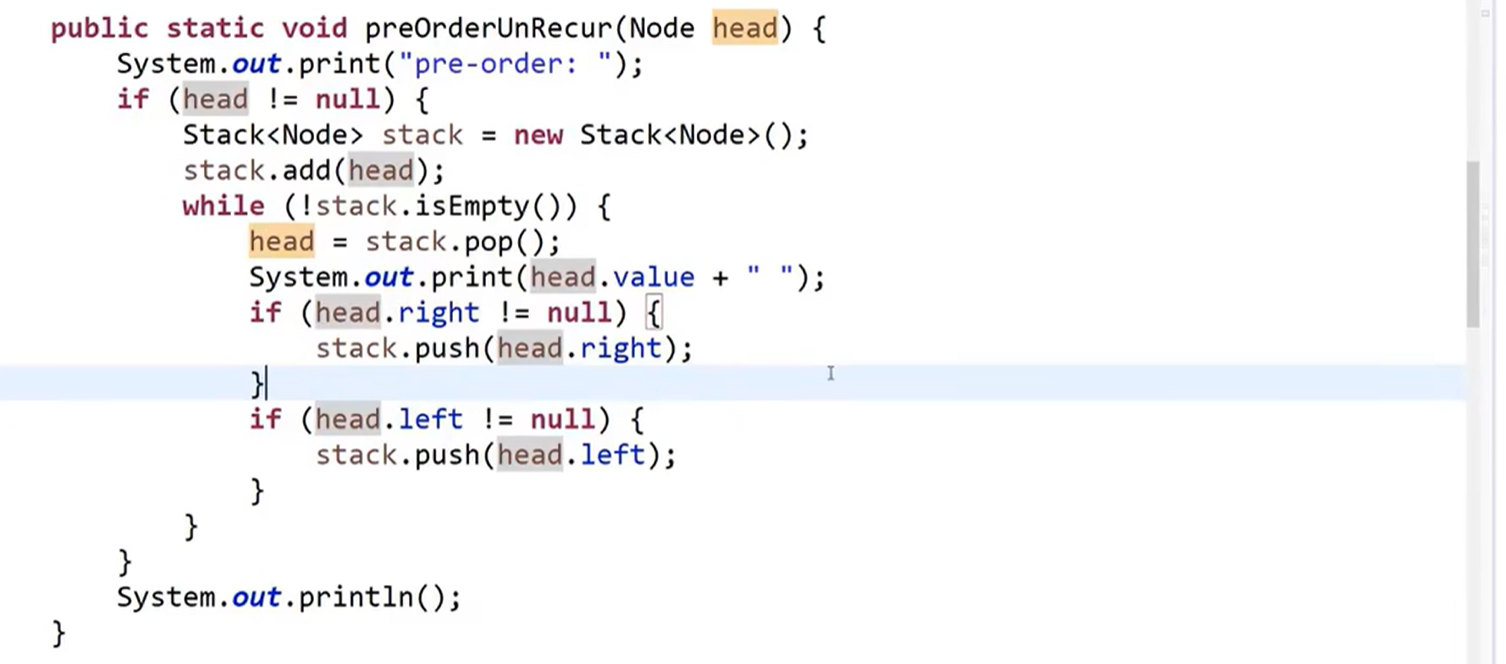 public static void preOrderUnRecur(Node head) {
    System.out.print("pre-order: ");
    if (head != null) {
        Stack<Node> stack = new Stack<Node>();
        stack.add(head);
        while (!stack.isEmpty()) {
            head = stack.pop();
            System.out.print(head.value + " ");
            if (head.right != null) {
                stack.push(head.right);
            }
            if (head.left != null) {
                stack.push(head.left);
            }
        }
    }
    System.out.println();
}